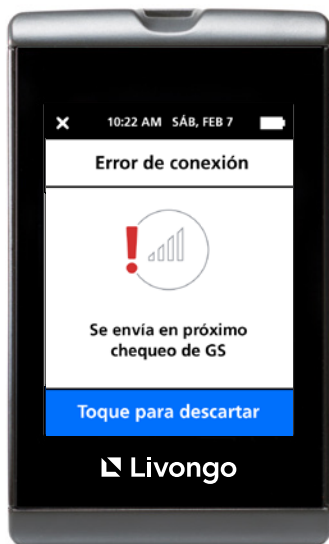 10:22 AM SÁB, FEB 7
Error de conexión
Se envía en próximo
chequeo de GS
Toque para descartar
Livongo